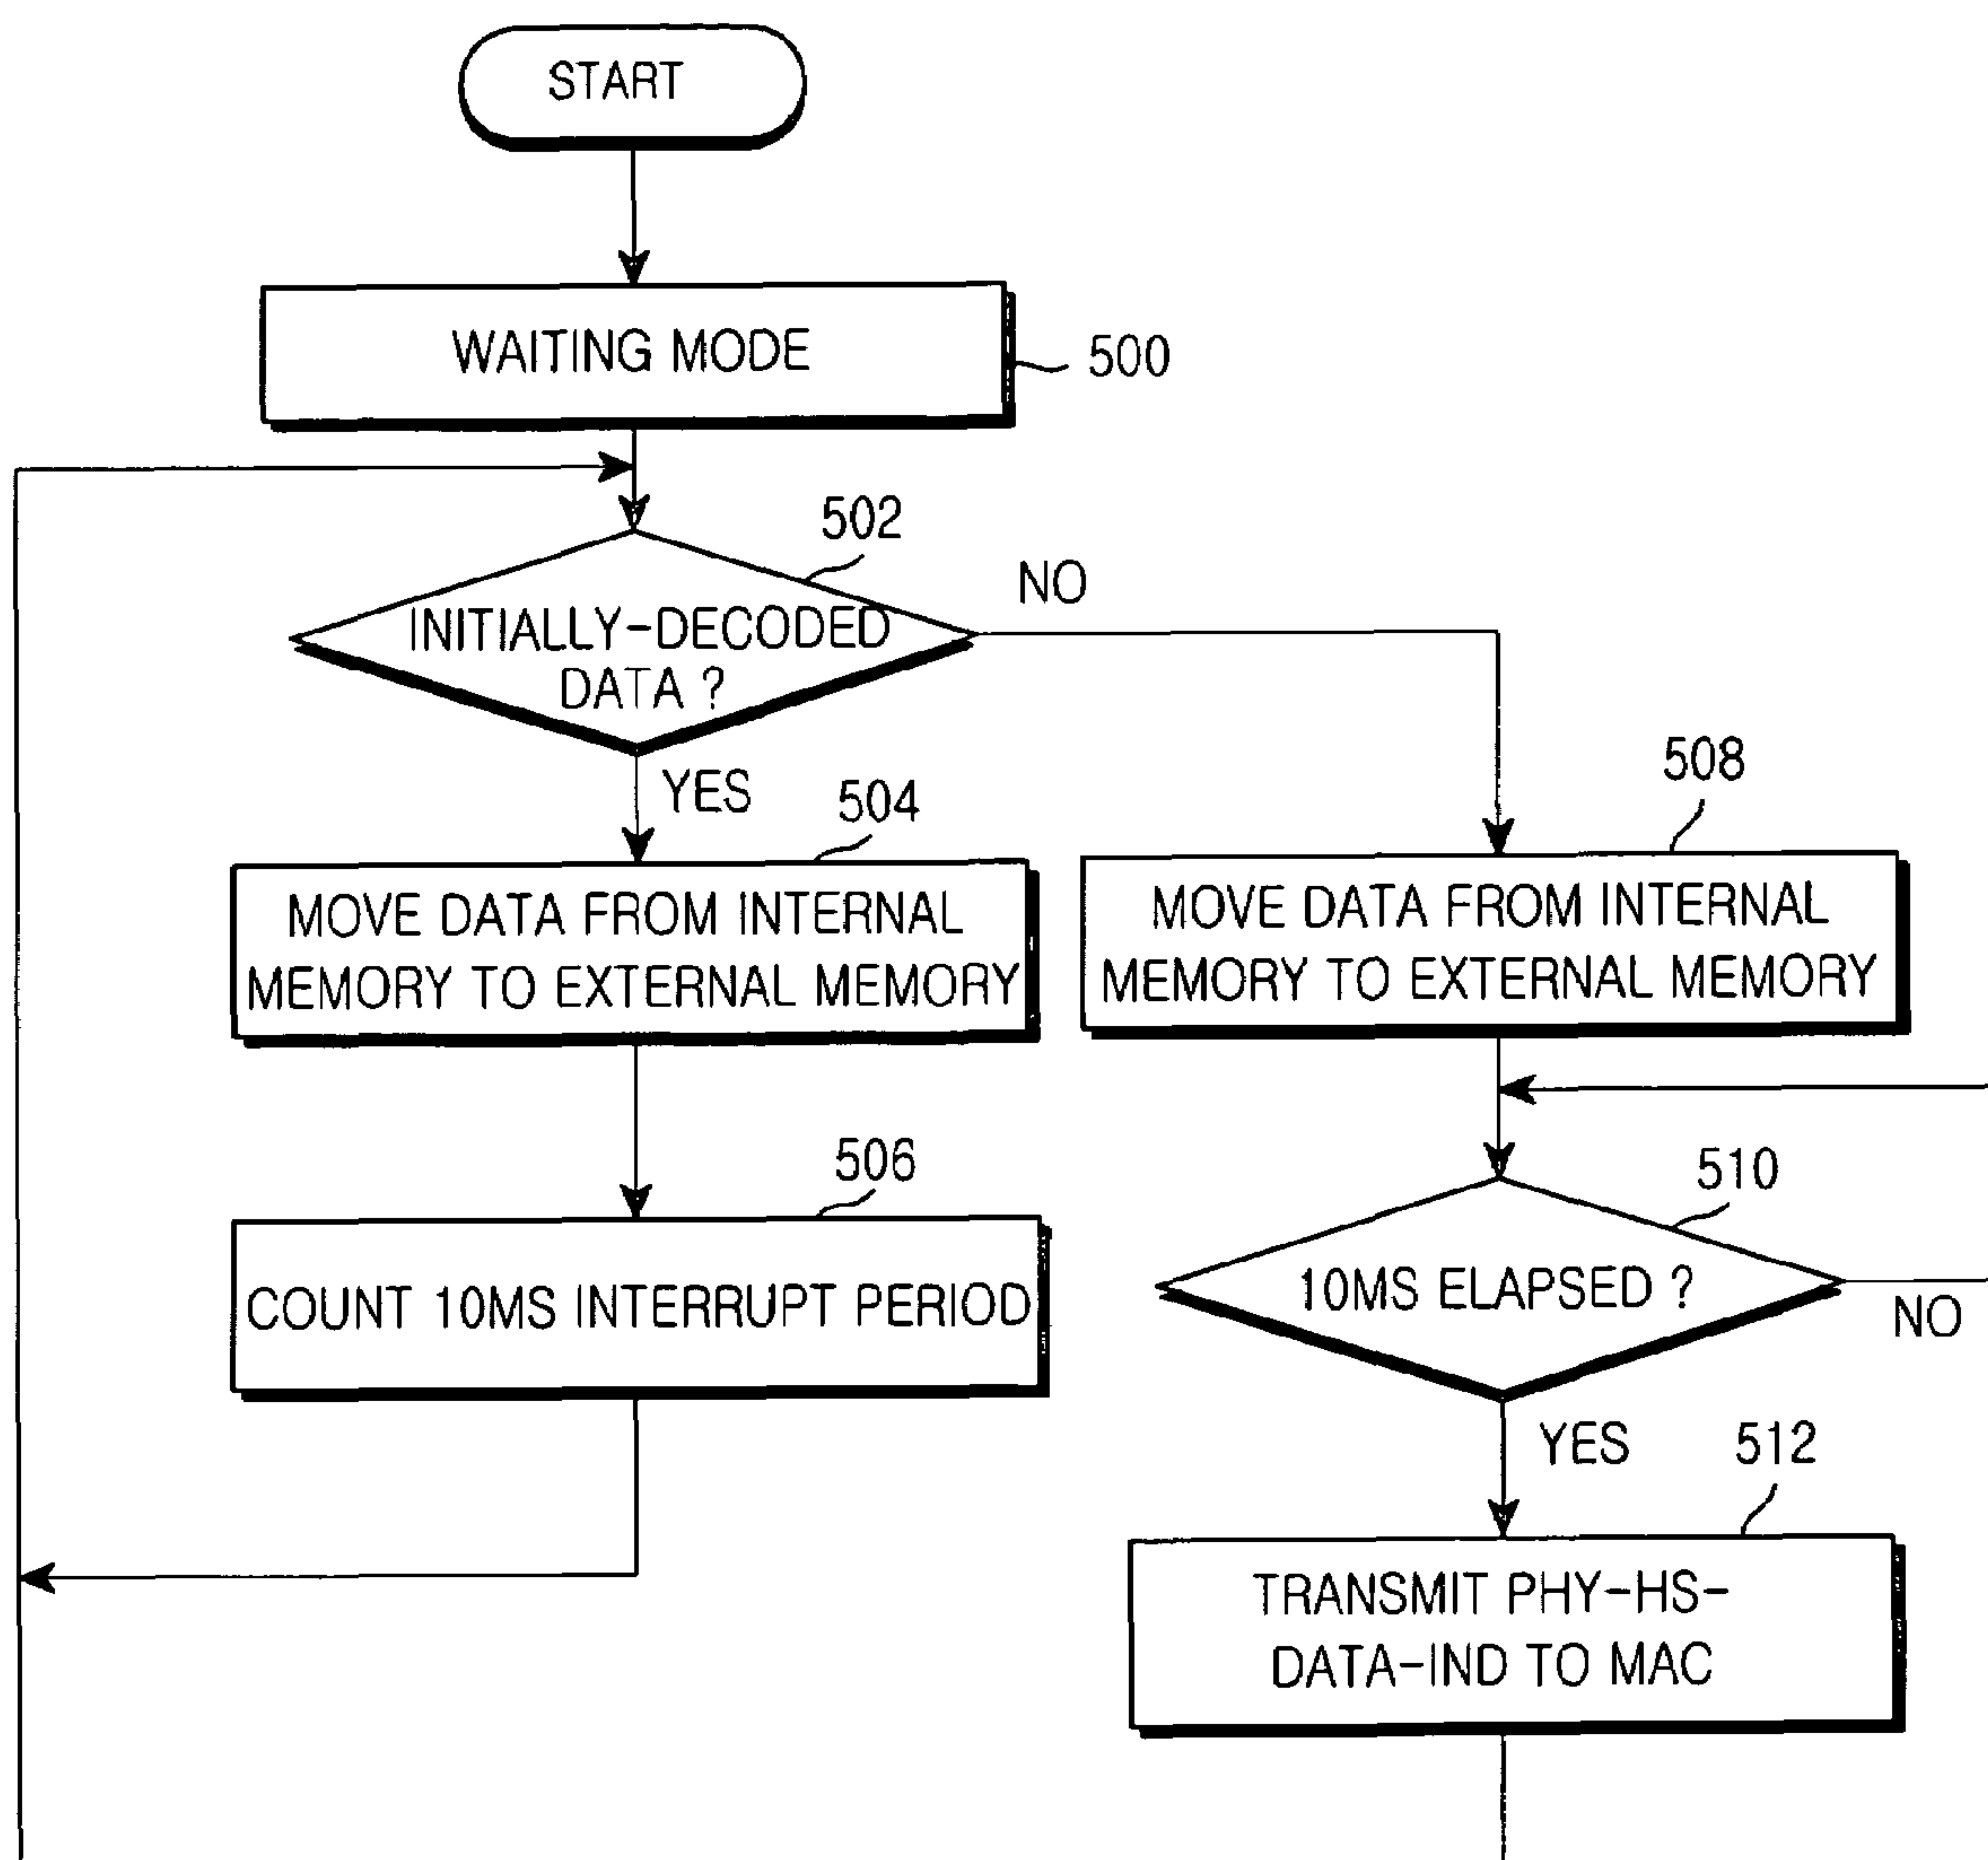 START
WAITING MODE
500
502
NO
INITIALLY-DECODED
DATA ?
YES
504
508
MOVE DATA FROM INTERNAL
MEMORY TO EXTERNAL MEMORY
MOVE DATA FROM INTERNAL
MEMORY TO EXTERNAL MEMORY
506
510
COUNT 10MS INTERRUPT PERIOD
10MS ELAPSED ?
NO
YES
512
TRANSMIT PHY-HS-
DATA-IND TO MAC